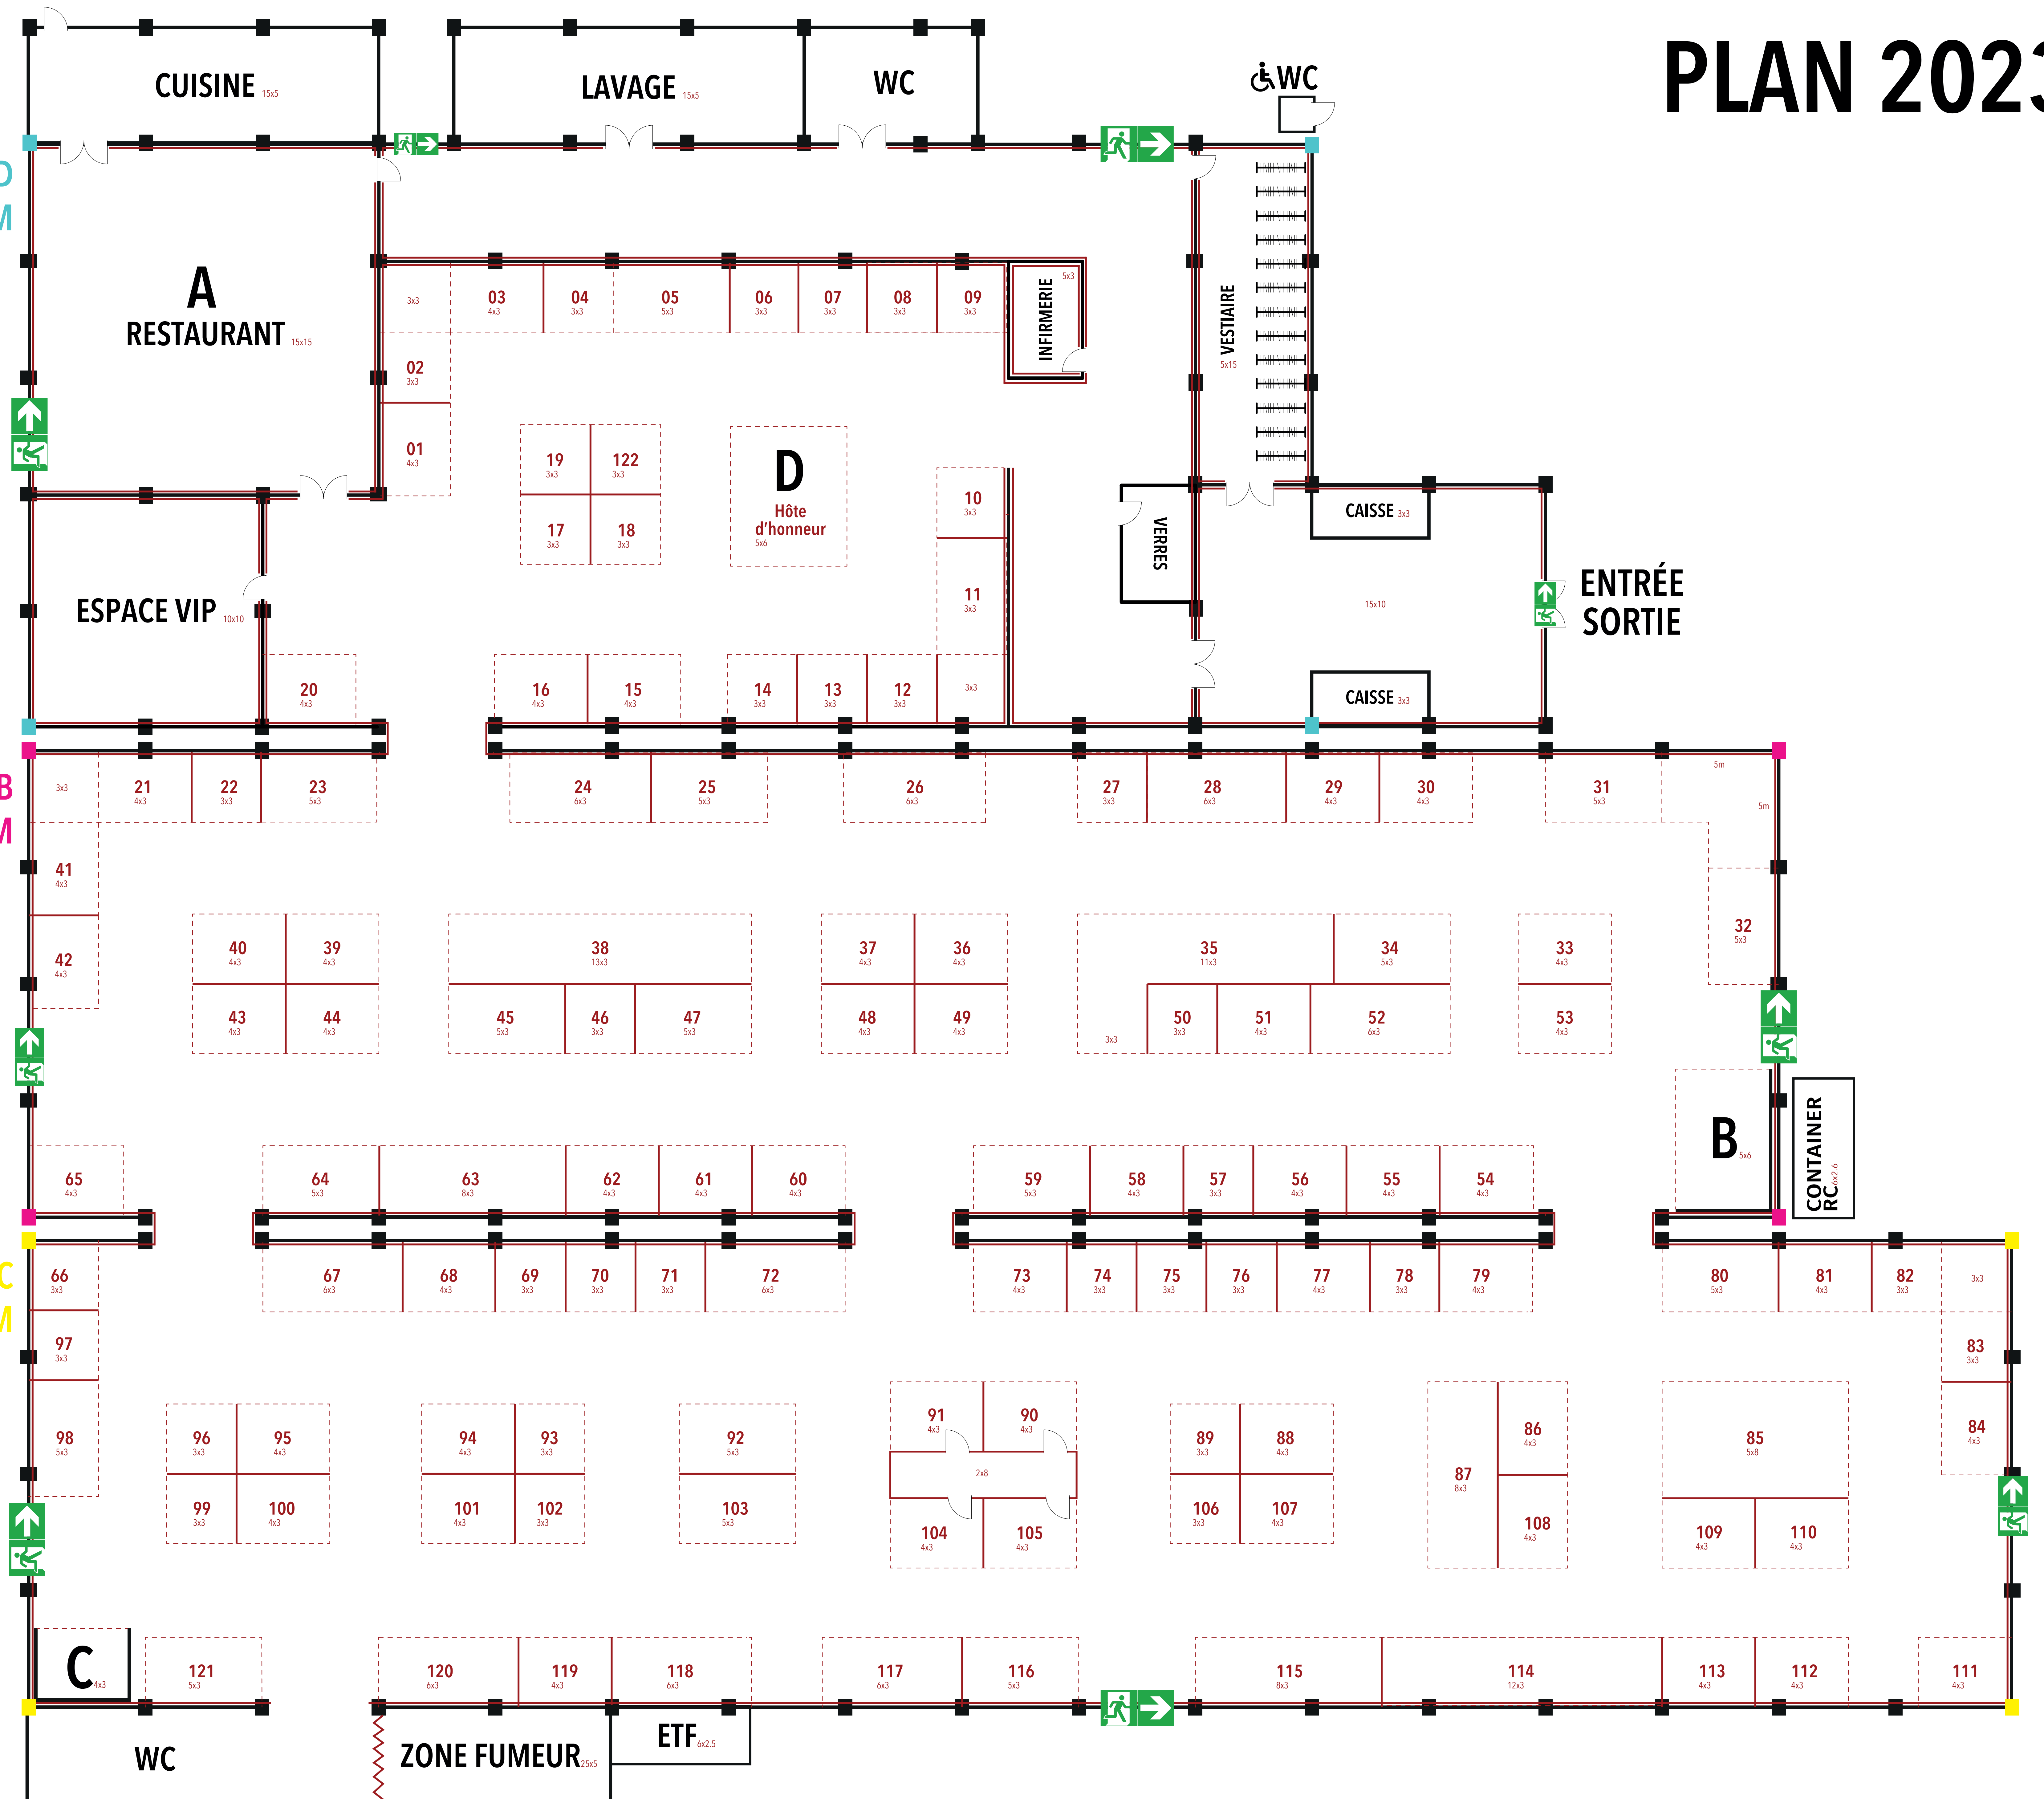 PLAN 2023
CUISINE 15x5
LAVAGE 15x5
WC
WC
D
M
A
RESTAURANT 15x15
3x3
03
4x3
04
3x3
05
5x3
06
3x3
07
3x3
08
3x3
09
3x3
INFIRMERIE
5x3
VESTIAIRE
5x15
02
3x3
01
4x3
19
3x3
122
3x3
17
3x3
18
3x3
D
Hôte
d'honneur
5x6
10
3x3
11
3x3
VERRES
CAISSE 3x3
15x10
CAISSE 3x3
ENTRÉE
SORTIE
ESPACE VIP 10x10
20
4x3
16
4x3
15
4x3
14
3x3
13
3x3
12
3x3
3x3
B
M
3x3
21
4x3
22
3x3
23
5x3
24
6x3
25
5x3
26
6x3
27
3x3
28
6x3
29
4x3
30
4x3
31
5x3
5m
5m
41
4x3
42
4x3
32
5x3
40
4x3
39
4x3
38
13x3
37
4x3
36
4x3
35
11x3
34
5x3
33
4x3
43
4x3
44
4x3
45
5x3
46
3x3
47
5x3
48
4x3
49
4x3
3x3
50
3x3
51
4x3
52
6x3
53
4x3
B 5x6
CONTAINER
RC 6x2.6
65
4x3
64
5x3
63
8x3
62
4x3
61
4x3
60
4x3
59
5x3
58
4x3
57
3x3
56
4x3
55
4x3
54
4x3
C
M
66
3x3
67
6x3
68
4x3
69
3x3
70
3x3
71
3x3
72
6x3
73
4x3
74
3x3
75
3x3
76
3x3
77
4x3
78
3x3
79
4x3
80
5x3
81
4x3
82
3x3
3x3
97
3x3
98
5x3
83
3x3
84
4x3
96
3x3
95
4x3
94
4x3
93
3x3
92
5x3
91
4x3
90
4x3
2x8
89
3x3
88
4x3
87
8x3
86
4x3
85
5x8
99
3x3
100
4x3
101
4x3
102
3x3
103
5x3
104
4x3
105
4x3
106
3x3
107
4x3
108
4x3
109
4x3
110
4x3
C 4x3
121
5x3
120
6x3
119
4x3
118
6x3
117
6x3
116
5x3
115
8x3
114
12x3
113
4x3
112
4x3
111
4x3
WC
ZONE FUMEUR 25x5
ETF 6x2.5